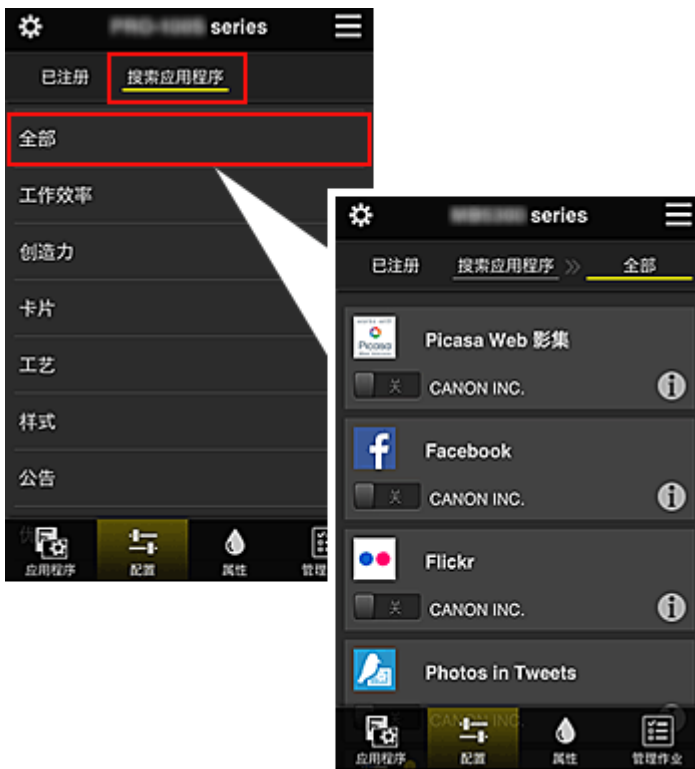 series
已注册 搜索应用程序
全部
工作效率
创造力
卡片
工艺
样式
公告
应用程序 配置 属性
series
已注册 搜索应用程序 » 全部
Picasa
Picasa Web 影集
关 CANON INC.
Facebook
关 CANON INC.
Flickr
关 CANON INC.
Photos in Tweets
CANON INC.
应用程序 配置 属性 管理作业